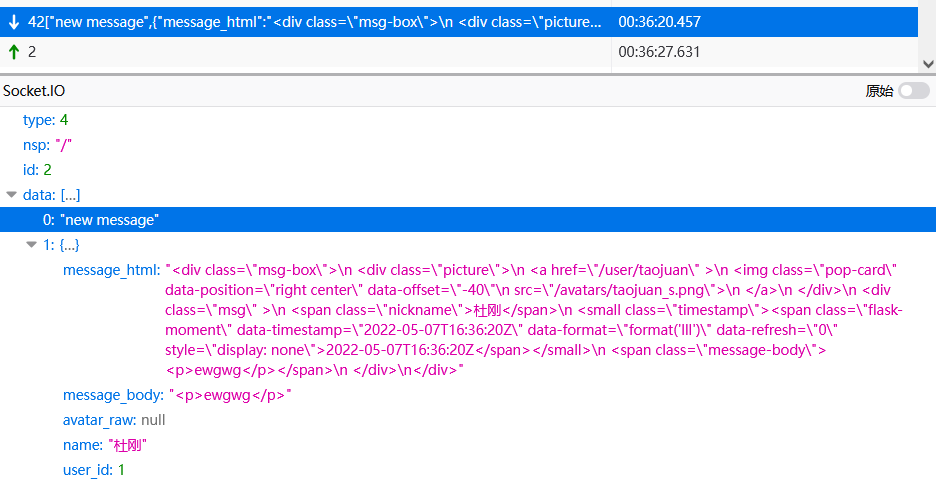 42["new message",{"message_html":"<div class=\"msg-box\">\n <div class=\"picture... 00:36:20.457
2 00:36:27.631
Socket.IO 原始
type: 4
nsp: "/"
id: 2
data: [...]
0: "new message"
1: {...}
message_html: "<div class=\"msg-box\">\n <div class=\"picture\">\n <a href=\"/user/taojuan\" >\n <img class=\"pop-card\"
data-position=\"right center\" data-offset=\"-40\"\n src=\"/avatars/taojuan_s.png\">\n </a>\n </div>\n <div
class=\"msg\" >\n <span class=\"nickname\">杜刚</span>\n <small class=\"timestamp\"><span class=\"flask-
moment\" data-timestamp=\"2022-05-07T16:36:20Z\" data-format=\"format('lll')\" data-refresh=\"0\"
style=\"display: none\">2022-05-07T16:36:20Z</span></small>\n <span class=\"message-body\">
<p>ewgwg</p></span>\n </div>\n</div>"
message_body: "<p>ewgwg</p>"
avatar_raw: null
name: "杜刚"
user_id: 1